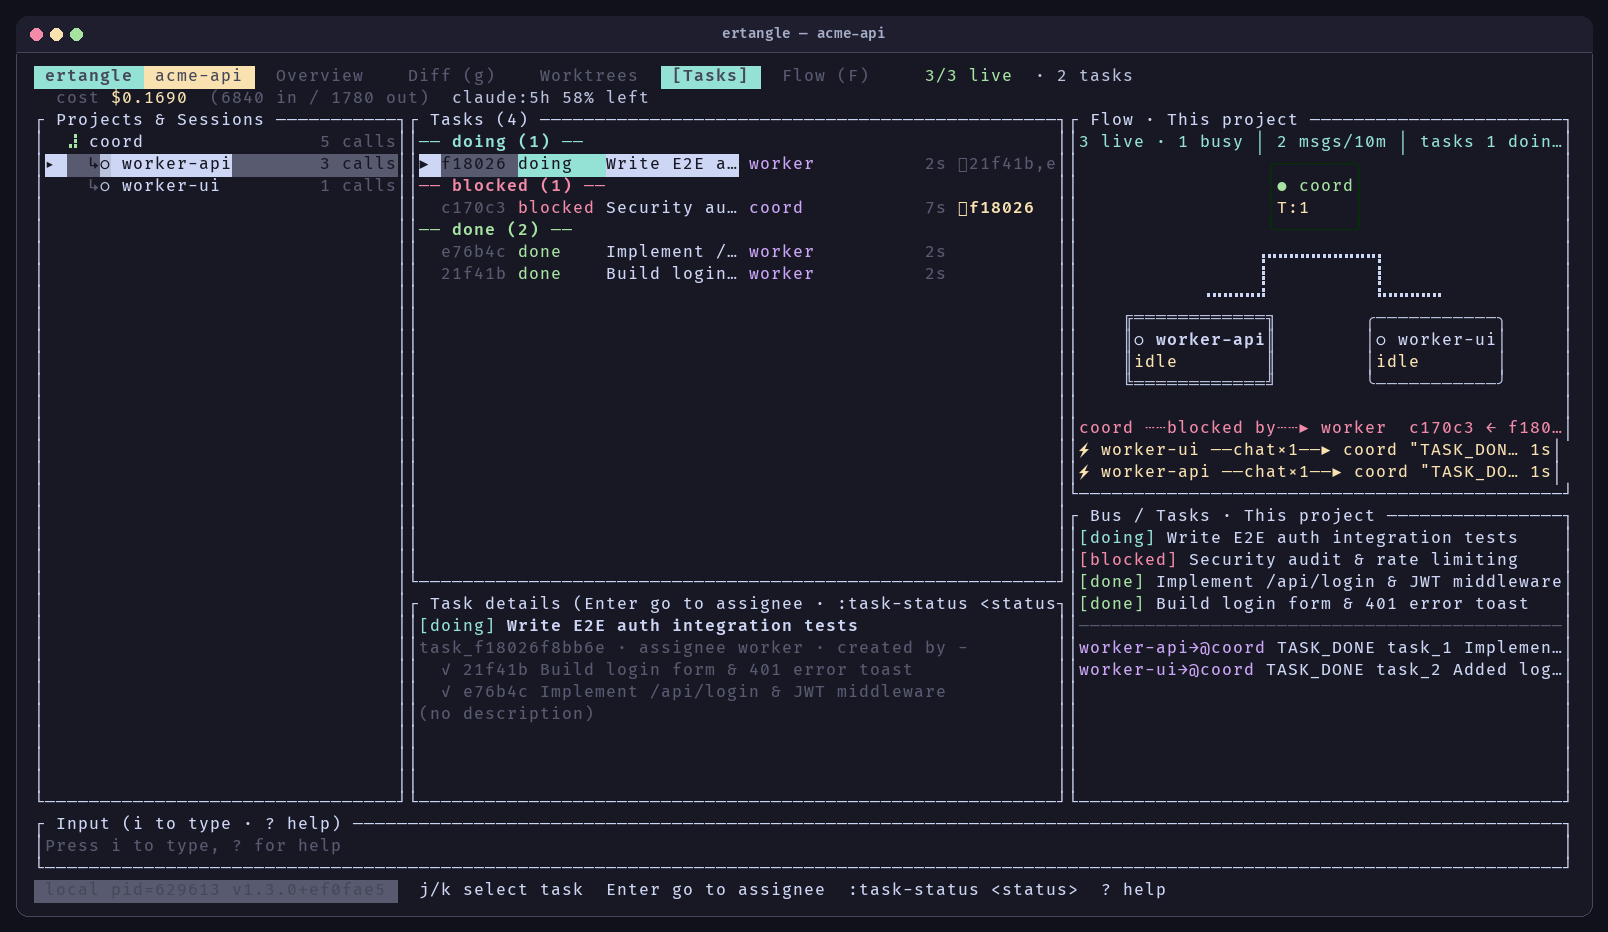 ertangle — acme-api
ertangle acme-api Overview Diff (g) Worktrees [Tasks] Flow (F) 3/3 live · 2 tasks
cost $0.1690 (6840 in / 1780 out) claude:5h 58% left
Projects & Sessions
coord 5 calls
▸ ↳○ worker-api 3 calls
↳○ worker-ui 1 calls
Tasks (4)
── doing (1) ──
▶ f18026 doing Write E2E a… worker 2s 21f41b,e
── blocked (1) ──
c170c3 blocked Security au… coord 7s f18026
── done (2) ──
e76b4c done Implement /… worker 2s
21f41b done Build login… worker 2s
Task details (Enter go to assignee · :task-status <status
[doing] Write E2E auth integration tests
task_f18026f8bb6e · assignee worker · created by -
√ 21f41b Build login form & 401 error toast
√ e76b4c Implement /api/login & JWT middleware
(no description)
Flow · This project
3 live · 1 busy │ 2 msgs/10m │ tasks 1 doin…
● coord
T:1
○ worker-api
idle
○ worker-ui
idle
coord ┄┄blocked by┄┄▶ worker c170c3 ← f180…
⚡ worker-ui ──chat×1──▶ coord "TASK_DON… 1s
⚡ worker-api ──chat×1──▶ coord "TASK_DO… 1s
Bus / Tasks · This project
[doing] Write E2E auth integration tests
[blocked] Security audit & rate limiting
[done] Implement /api/login & JWT middleware
[done] Build login form & 401 error toast
worker-api→@coord TASK_DONE task_1 Implemen…
worker-ui→@coord TASK_DONE task_2 Added log…
Input (i to type · ? help)
Press i to type, ? for help
local pid=629613 v1.3.0+ef0fae5 j/k select task Enter go to assignee :task-status <status> ? help